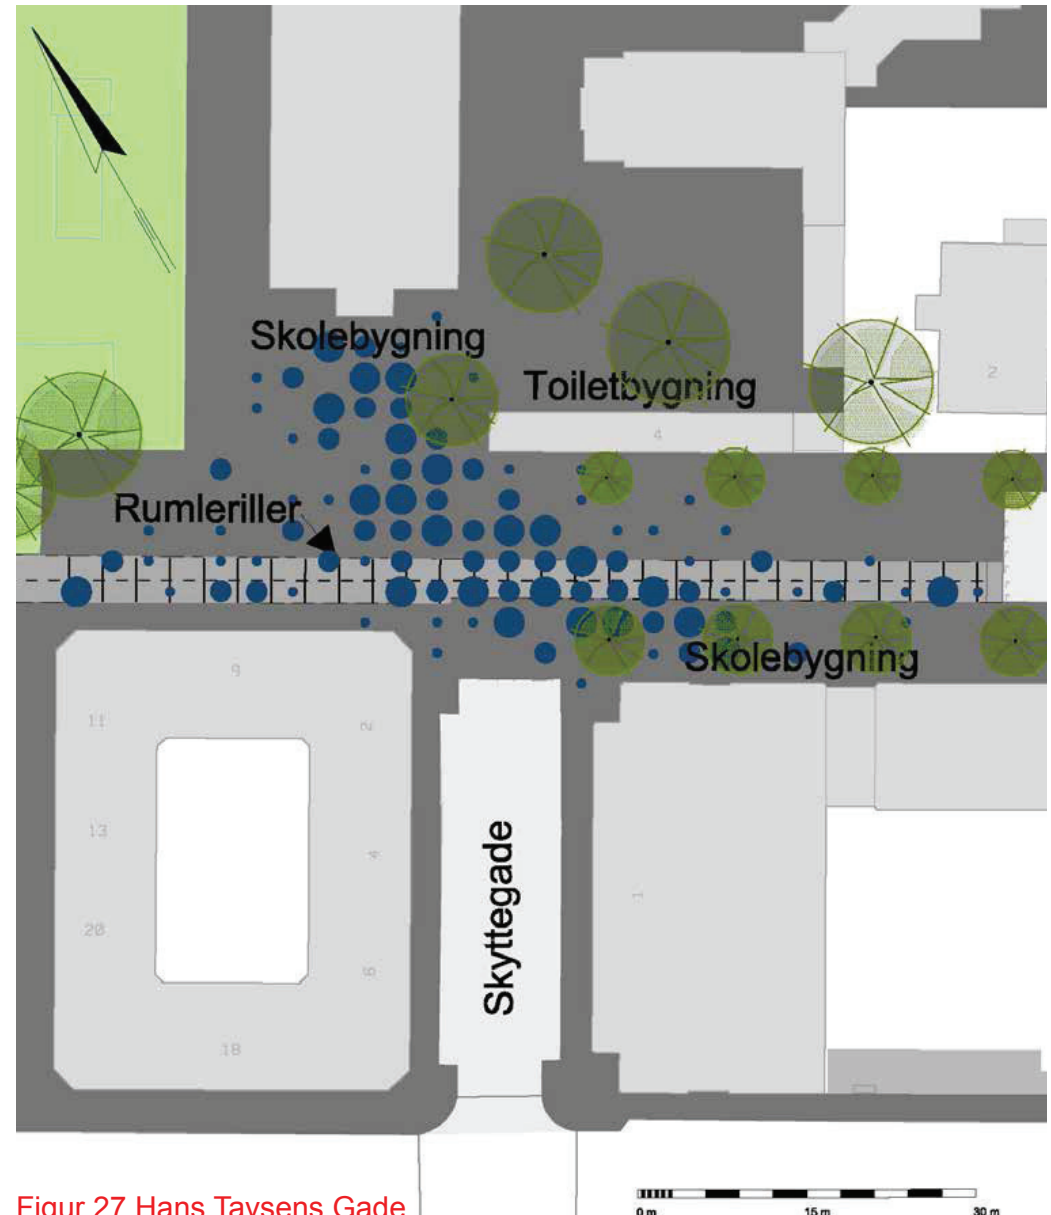 Skolebygning
Toiletbygning
2
4
Rumleriller
Skolebygning
9
11
2
13
4
1
20
6
18
Skyttegade
Figur 27 Hans Tavsens Gade
0 m 15 m 30 m